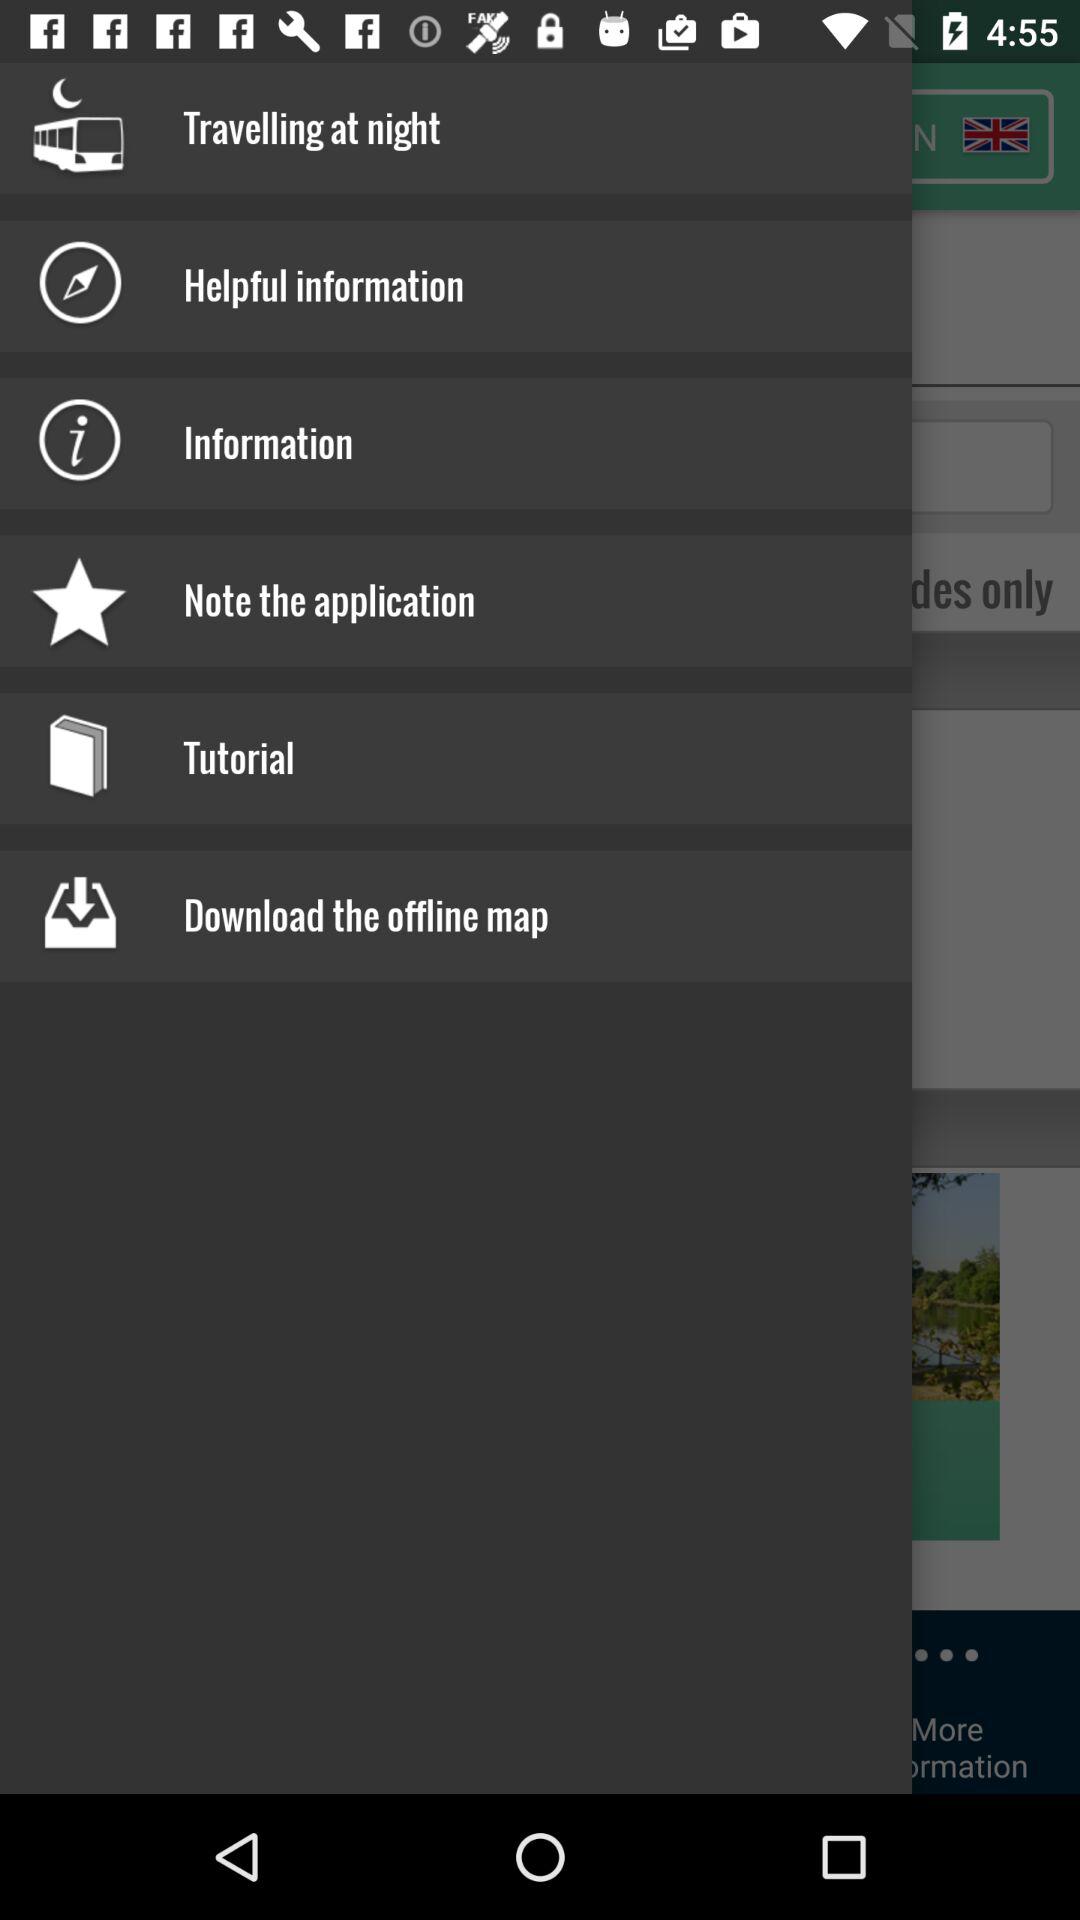 FAKE
4:55
Travelling at night
N
Helpful information
Information
Note the application
des only
Tutorial
Download the offline map
More
ormation